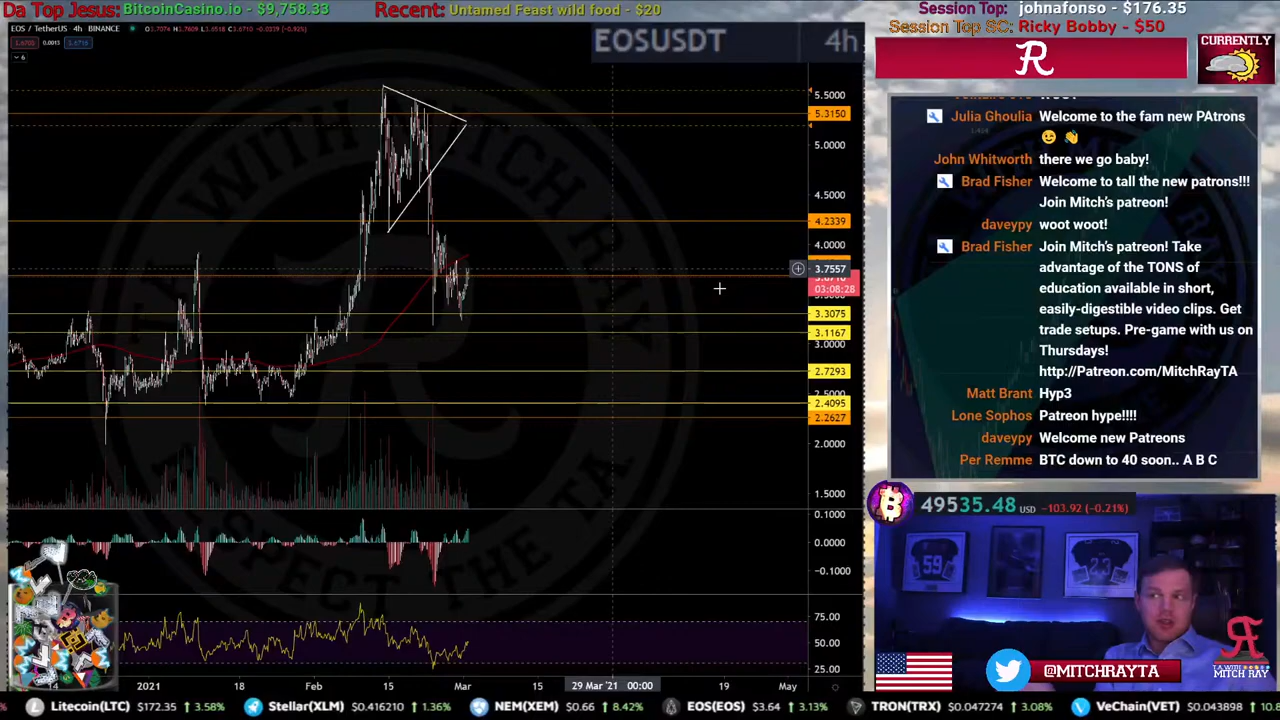 Da Top Jesus: BitcoinCasino.io - $9,758.33
Recent: Untamed Feast wild food - $20
Session Top: johnafonso - $176.35
Session Top SC: Ricky Bobby - $50
EOS / TetherUS 4h BINANCE
EOSUSDT 4h
CURRENTLY
5.5000
5.3150
5.0000
4.5000
4.2339
4.0000
3.7557
03:08:28
3.3075
3.1167
3.0000
2.7293
2.4095
2.2627
2.0000
1.5000
0.1000
0.0000
-0.1000
75.00
50.00
25.00
14 2021 18 Feb 15 Mar 15 29 Mar '21 00:00 19 May
Julia Ghoulia Welcome to the fam new PAtrons
😉 👏
John Whitworth there we go baby!
Brad Fisher Welcome to tall the new patrons!!!
Join Mitch's patreon!
daveypy woot woot!
Brad Fisher Join Mitch's patreon! Take
advantage of the TONS of
education available in short,
easily-digestible video clips. Get
trade setups. Pre-game with us on
Thursdays!
http://Patreon.com/MitchRayTA
Matt Brant Hyp3
Lone Sophos Patreon hype!!!!
daveypy Welcome new Patreons
Per Remme BTC down to 40 soon.. A B C
49535.48 USD -103.92 (-0.21%)
59
23
@MITCHRAYTA
T.A. WITH
MITCH RAY
Litecoin(LTC) $172.35 3.58% Stellar(XLM) $0.416210 1.36% NEM(XEM) $0.66 8.42% EOS(EOS) $3.64 3.13% TRON(TRX) $0.047274 3.08% VeChain(VET) $0.043898 10.8